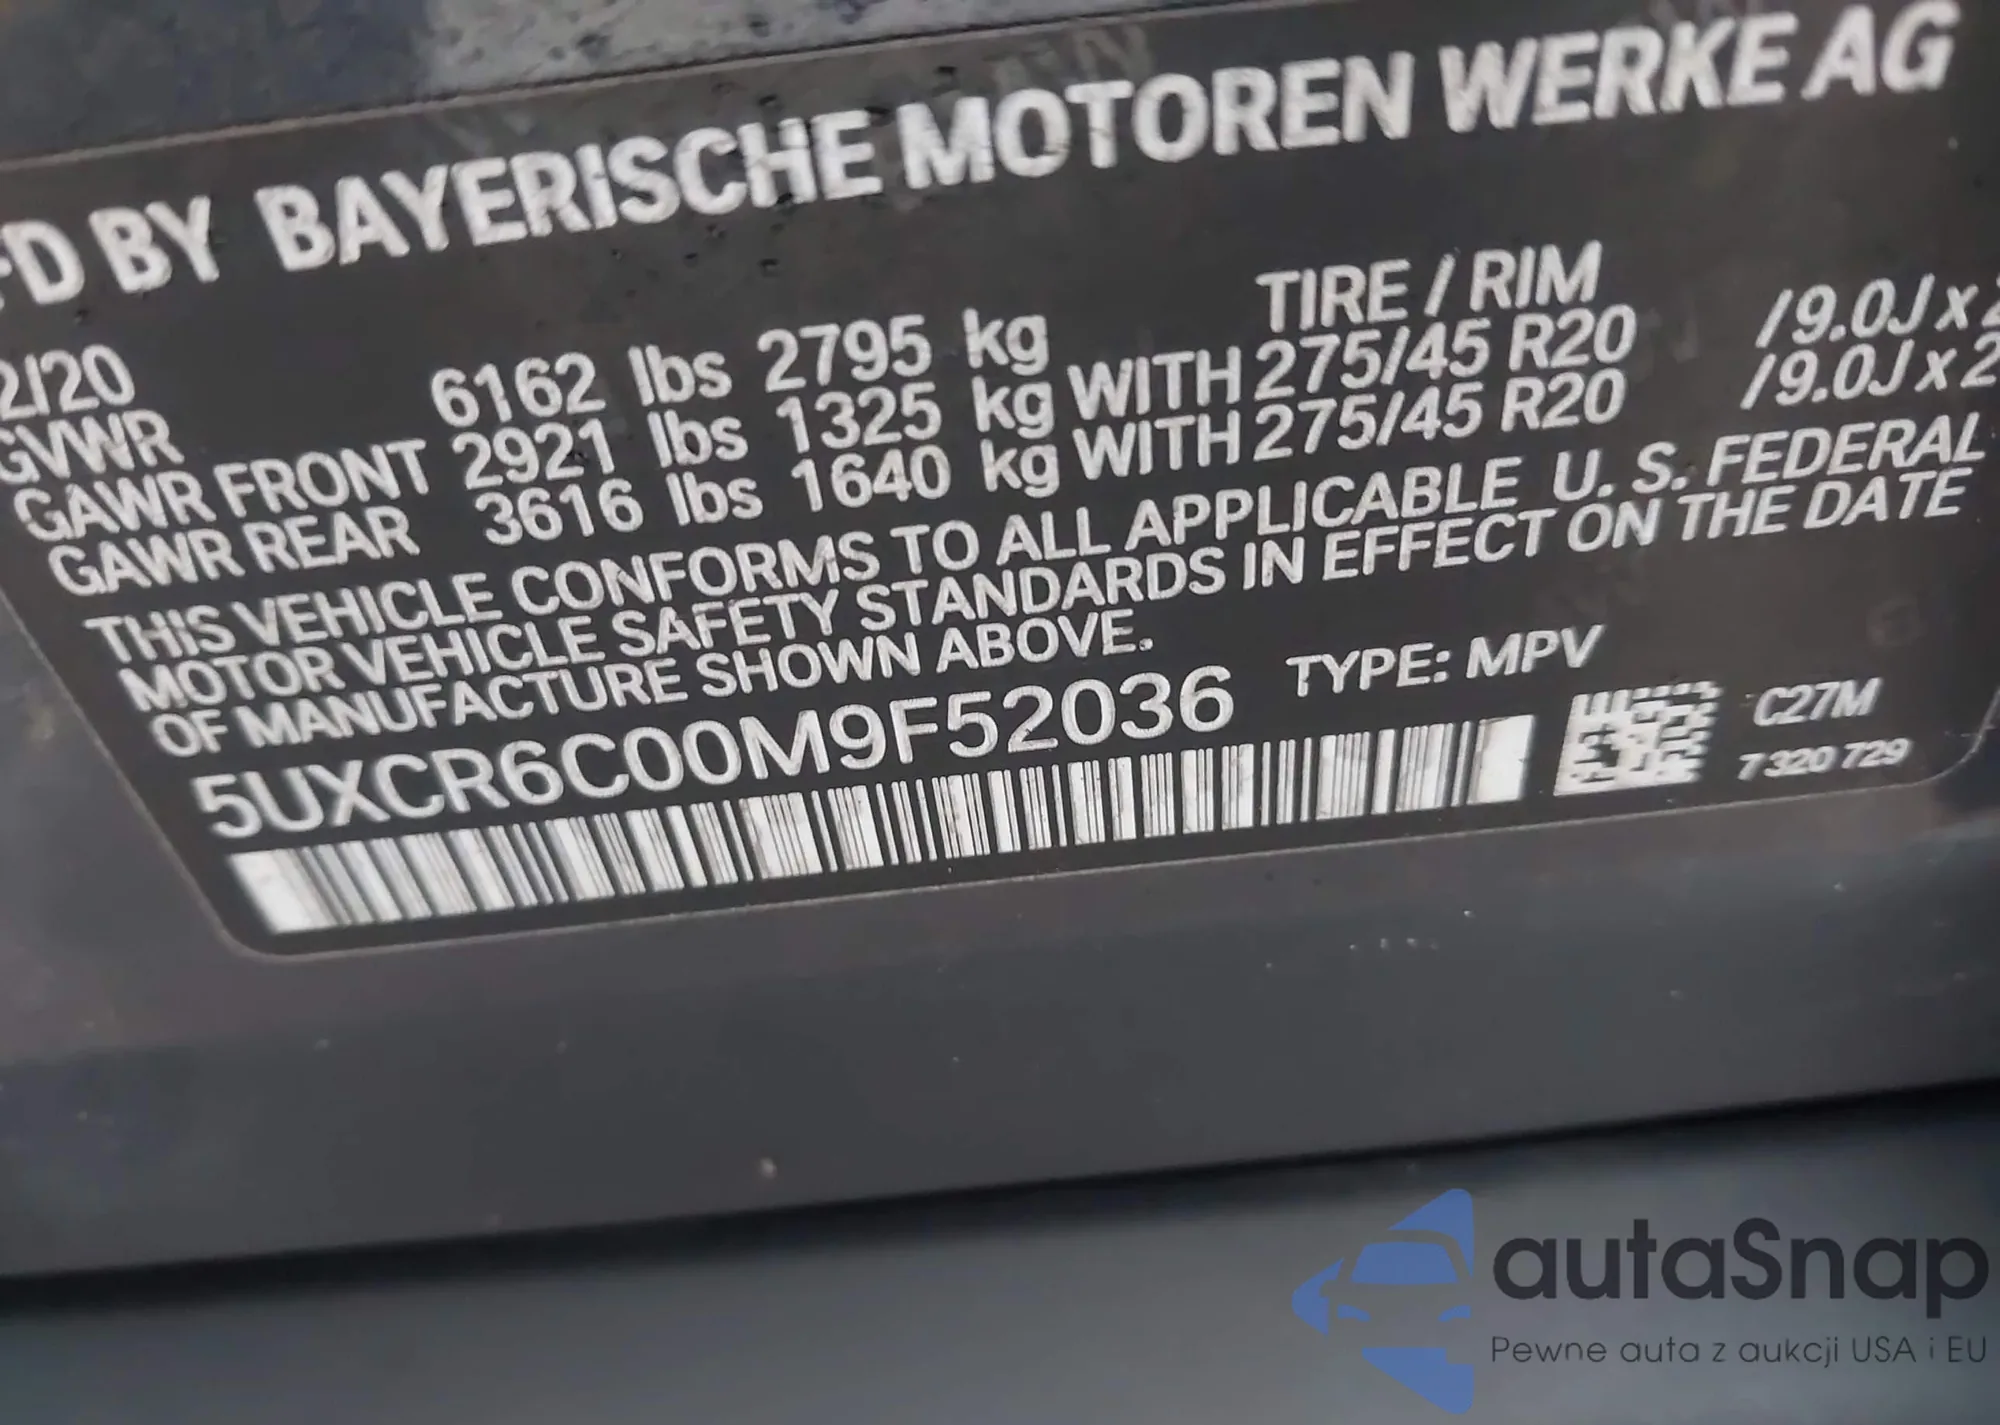 FD BY BAYERISCHE MOTOREN WERKE AG
2/20
TIRE / RIM
GVWR 6162 lbs 2795 kg
GAWR FRONT 2921 lbs 1325 kg WITH 275/45 R20 /9.0J x 2
GAWR REAR 3616 lbs 1640 kg WITH 275/45 R20 /9.0J x 2
THIS VEHICLE CONFORMS TO ALL APPLICABLE U. S. FEDERAL
MOTOR VEHICLE SAFETY STANDARDS IN EFFECT ON THE DATE
OF MANUFACTURE SHOWN ABOVE.
5UXCR6C00M9F52036 TYPE: MPV
C27M
7 320 729
autaSnap
Pewne auta z aukcji USA i EU